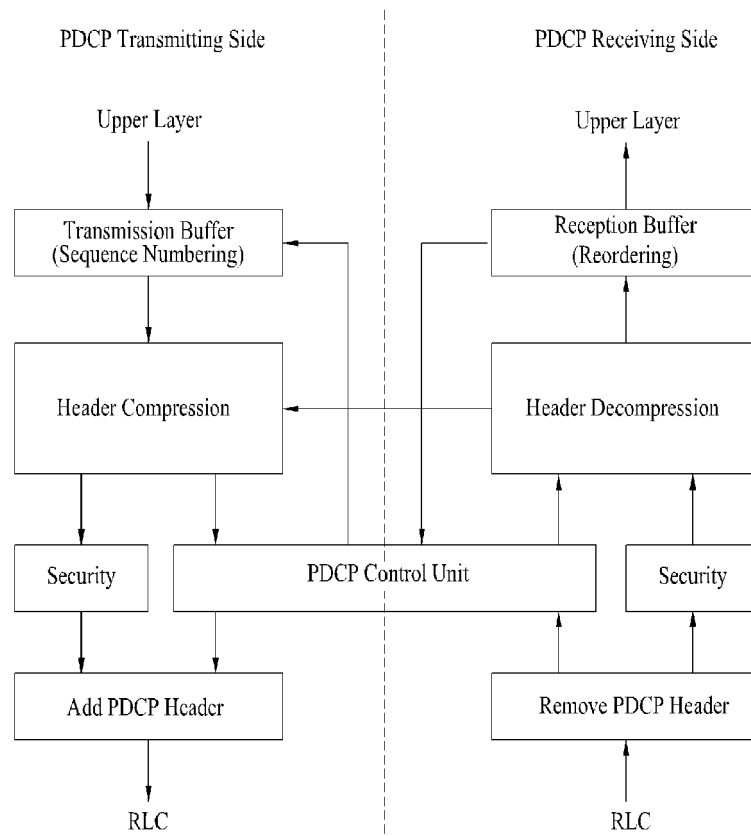 PDCP Transmitting Side
PDCP Receiving Side
Upper Layer
Upper Layer
Transmission Buffer
(Sequence Numbering)
Reception Buffer
(Reordering)
Header Compression
Header Decompression
Security
PDCP Control Unit
Security
Add PDCP Header
Remove PDCP Header
RLC
RLC